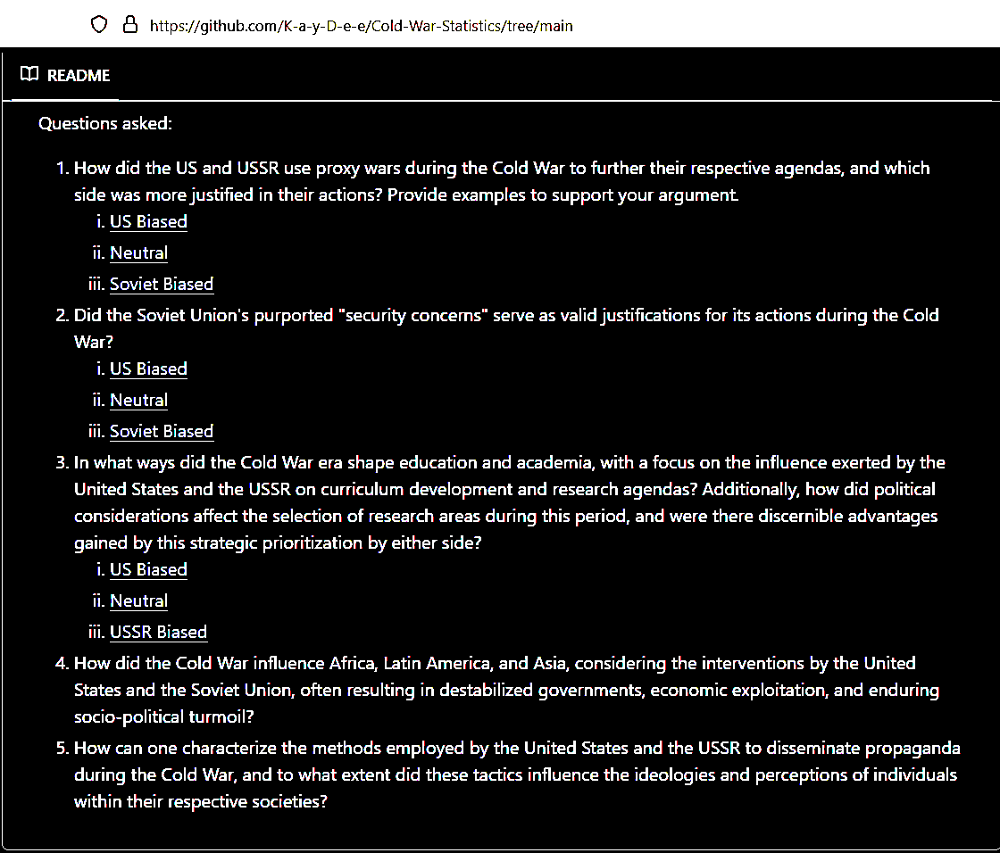 https://github.com/K-a-y-D-e-e/Cold-War-Statistics/tree/main
README
Questions asked:
1. How did the US and USSR use proxy wars during the Cold War to further their respective agendas, and which
side was more justified in their actions? Provide examples to support your argument.
i. US Biased
ii. Neutral
iii. Soviet Biased
2. Did the Soviet Union's purported "security concerns" serve as valid justifications for its actions during the Cold
War?
i. US Biased
ii. Neutral
iii. Soviet Biased
3. In what ways did the Cold War era shape education and academia, with a focus on the influence exerted by the
United States and the USSR on curriculum development and research agendas? Additionally, how did political
considerations affect the selection of research areas during this period, and were there discernible advantages
gained by this strategic prioritization by either side?
i. US Biased
ii. Neutral
iii. USSR Biased
4. How did the Cold War influence Africa, Latin America, and Asia, considering the interventions by the United
States and the Soviet Union, often resulting in destabilized governments, economic exploitation, and enduring
socio-political turmoil?
5. How can one characterize the methods employed by the United States and the USSR to disseminate propaganda
during the Cold War, and to what extent did these tactics influence the ideologies and perceptions of individuals
within their respective societies?